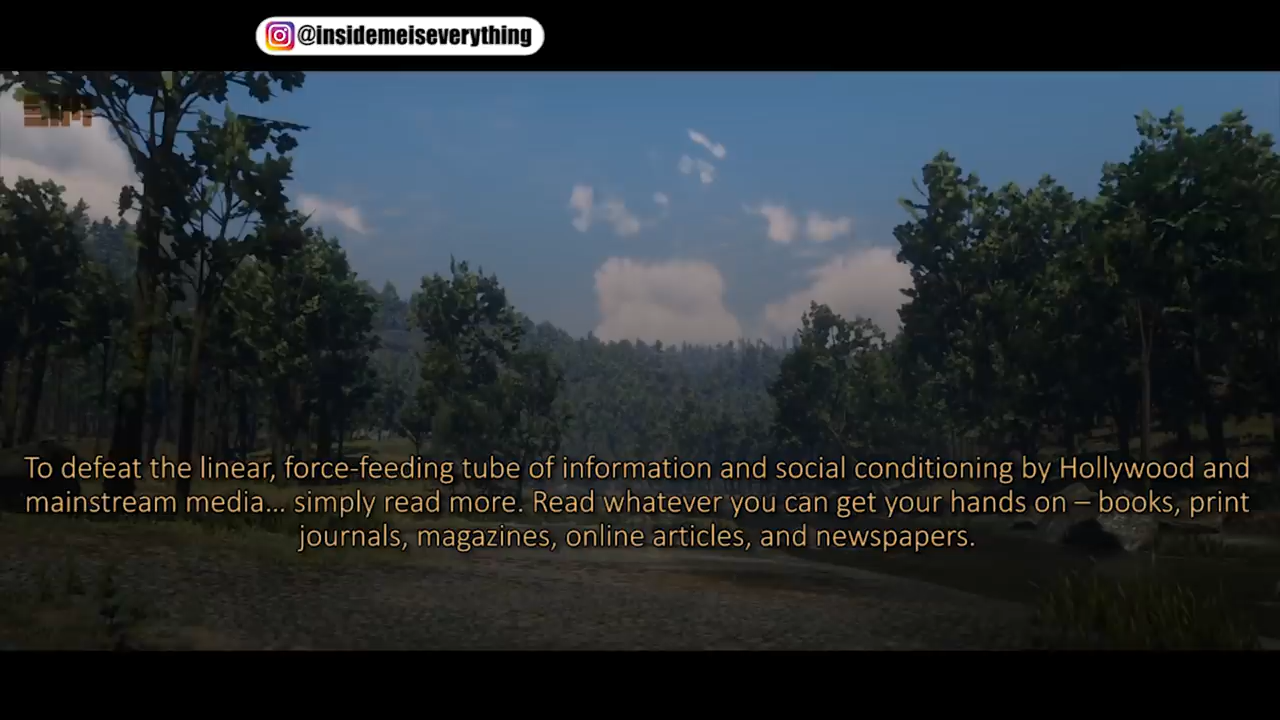 @insidemeiseverything
To defeat the linear, force-feeding tube of information and social conditioning by Hollywood and
mainstream media... simply read more. Read whatever you can get your hands on – books, print
journals, magazines, online articles, and newspapers.